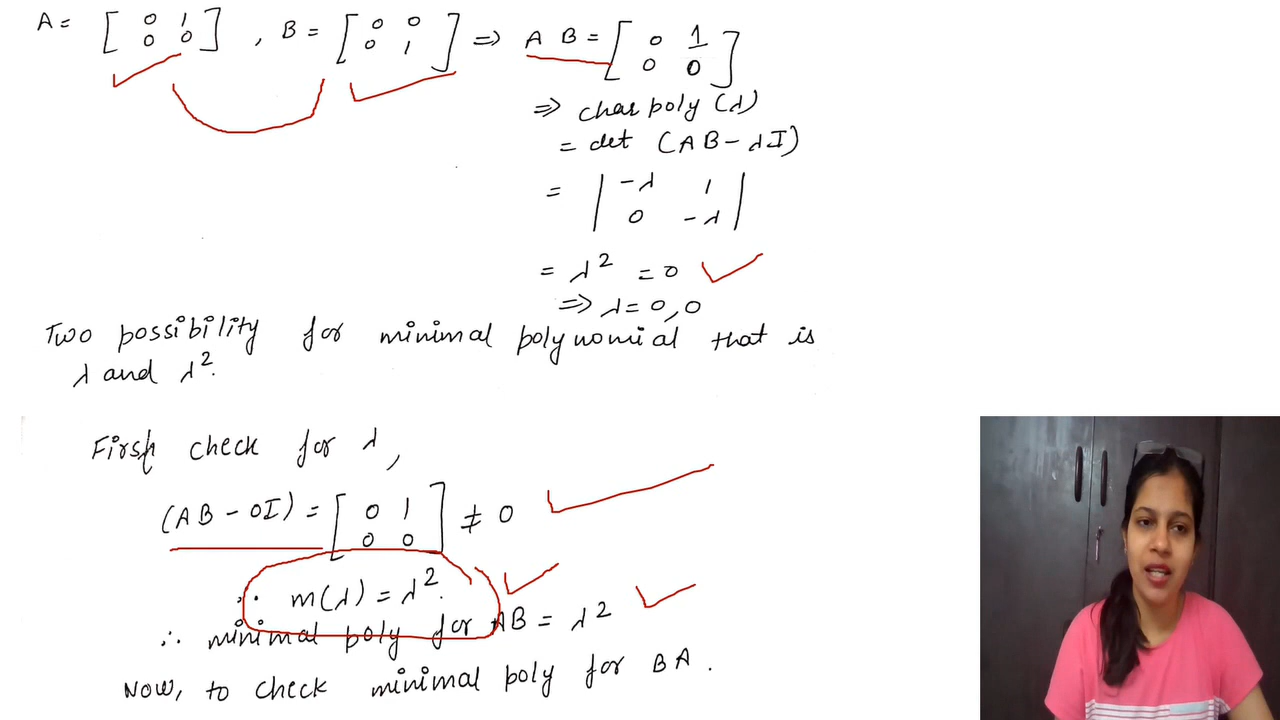 A = [ 0 1 0 0 ] , B = [ 0 0 0 1 ] ⇒ A B = [ 0 1 0 0 ]
⇒ char poly (λ)
= det (AB - λI)
= | -λ 1 0 -λ |
= λ² = 0
⇒ λ = 0,0
Two possibility for minimal polynomial that is
λ and λ².
First check for λ,
(AB - 0I) = [ 0 1 0 0 ] ≠ 0
∴ m(λ) = λ².
∴ minimal poly for AB = λ²
Now, to check minimal poly for BA.